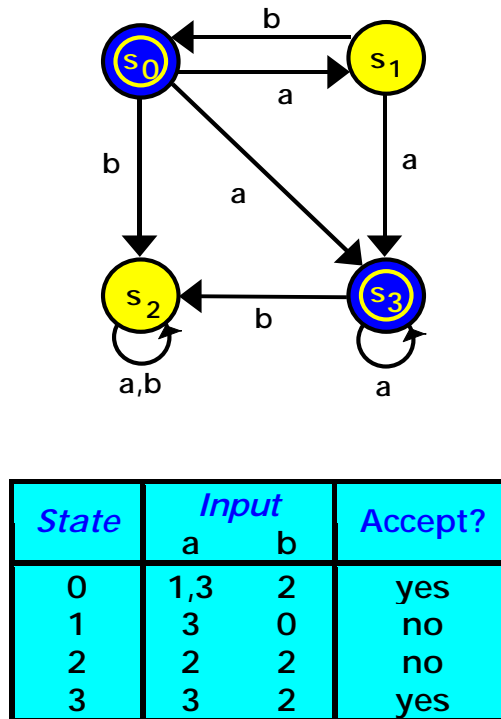 b
s0
s1
a
b
a
a
s2
s3
b
a,b
a
State Input Accept?
a b
0 1,3 2 yes
1 3 0 no
2 2 2 no
3 3 2 yes